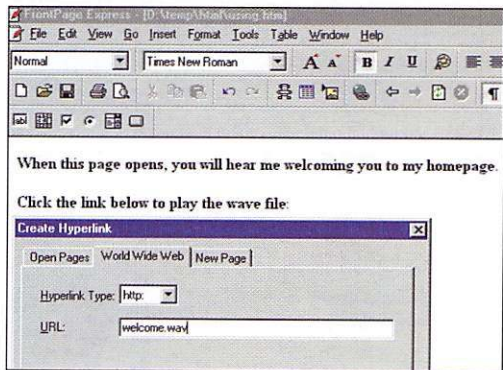 FrontPage Express - [D:\temp\html\using.htm]
File Edit View Go Insert Format Tools Table Window Help
Normal Times New Roman A A B I U
abl
When this page opens, you will hear me welcoming you to my homepage.
Click the link below to play the wave file:
Create Hyperlink
Open Pages World Wide Web New Page
Hyperlink Type: http:
URL: welcome.wav